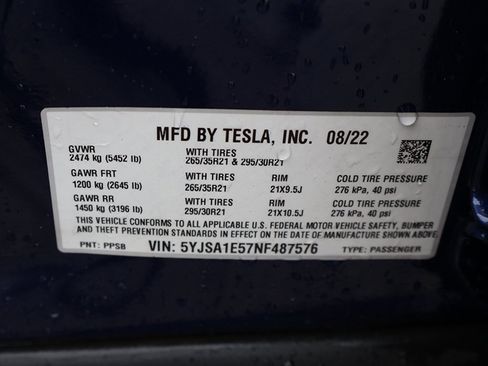 MFD BY TESLA, INC. 08/22
GVWR
2474 kg (5452 lb)
WITH TIRES
265/35R21 & 295/30R21
GAWR FRT
1200 kg (2645 lb)
WITH TIRES
265/35R21
RIM
21X9.5J
COLD TIRE PRESSURE
276 kPa, 40 psi
GAWR RR
1450 kg (3196 lb)
WITH TIRES
295/30R21
RIM
21X10.5J
COLD TIRE PRESSURE
276 kPa, 40 psi
THIS VEHICLE CONFORMS TO ALL APPLICABLE U.S. FEDERAL MOTOR VEHICLE SAFETY, BUMPER
AND THEFT PREVENTION STANDARDS IN EFFECT ON THE DATE OF MANUFACTURE SHOWN ABOVE.
PNT: PPSB VIN: 5YJSA1E57NF487576 TYPE: PASSENGER